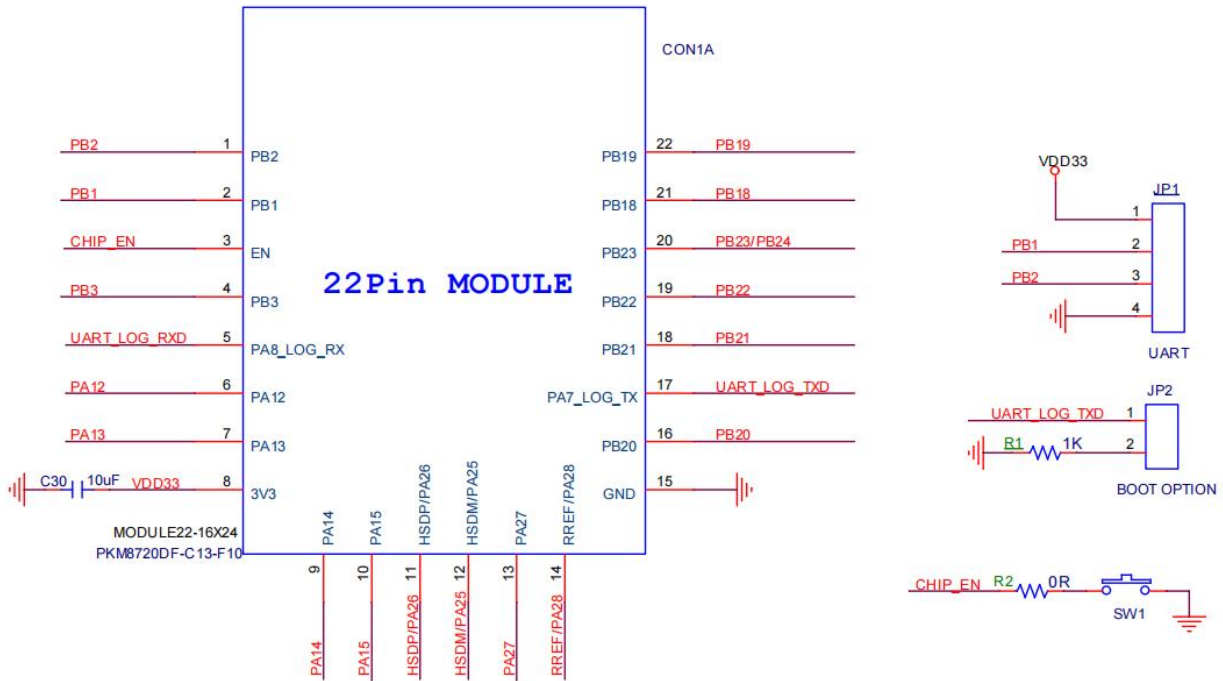 CON1A
PB2 1 PB2
PB1 2 PB1
CHIP_EN 3 EN
PB3 4 PB3
UART_LOG_RXD 5 PA8_LOG_RX
PA12 6 PA12
PA13 7 PA13
C30 10uF VDD33 8 3V3
22Pin MODULE
PB19 22 PB19
PB18 21 PB18
PB23 20 PB23/PB24
PB22 19 PB22
PB21 18 PB21
PA7_LOG_TX 17 UART_LOG_TXD
PB20 16 PB20
GND 15
MODULE22-16X24
PKM8720DF-C13-F10
PA14 9 PA14
PA15 10 PA15
HSDP/PA26 11 HSDP/PA26
HSDM/PA25 12 HSDM/PA25
PA27 13 PA27
RREF/PA28 14 RREF/PA28
VDD33
JP1
1
PB1 2
PB2 3
4
UART
JP2
UART_LOG_TXD 1
R1 1K 2
BOOT OPTION
CHIP_EN R2 0R
SW1